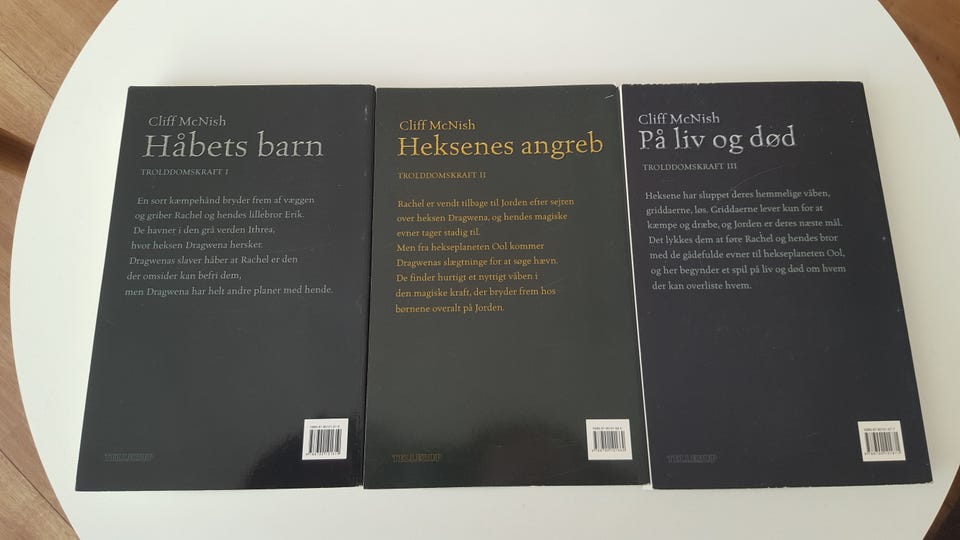 Cliff McNish
Håbets barn
TROLDDOMSKRAFT I
En sort kæmpehånd bryder frem af væggen
og griber Rachel og hendes lillebror Erik.
De havner i den grå verden Ithrea,
hvor heksen Dragwena hersker.
Dragwenas slaver håber at Rachel er den
der omsider kan befri dem,
men Dragwena har helt andre planer med hende.
TELLERUP
Cliff McNish
Heksenes angreb
TROLDDOMSKRAFT II
Rachel er vendt tilbage til Jorden efter sejren
over heksen Dragwena, og hendes magiske
evner tager stadig til.
Men fra hekseplaneten Ool kommer
Dragwenas slægtninge for at søge hævn.
De finder hurtigt et nyttigt våben i
den magiske kraft, der bryder frem hos
børnene overalt på Jorden.
TELLERUP
Cliff McNish
På liv og død
TROLDDOMSKRAFT III
Heksene har sluppet deres hemmelige våben,
griddaerne, løs. Griddaerne lever kun for at
kæmpe og dræbe, og Jorden er deres næste mål.
Det lykkes dem at føre Rachel og hendes bror
med de gådefulde evner til hekseplaneten Ool,
og her begynder et spil på liv og død om hvem
der kan overliste hvem.
TELLERUP